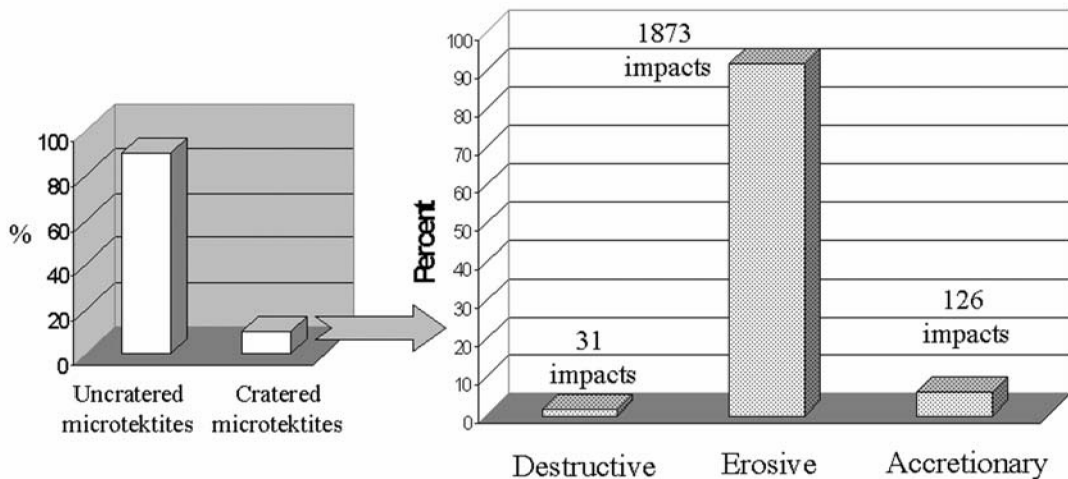 100
80
60
40
20
0
%
Uncratered
microtektites
Cratered
microtektites
100
90
80
70
60
50
40
30
20
10
0
Percent
1873
impacts
31
impacts
126
impacts
Destructive
Erosive
Accretionary